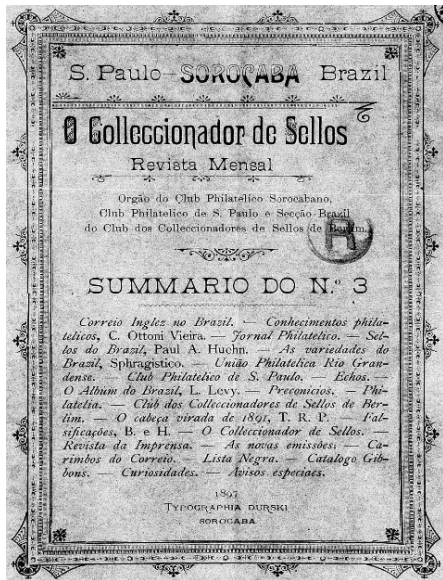 S. Paulo — SOROCABA Brazil
O Colleccionador de Sellos
Revista Mensal
Orgão do Club Philatelico Sorocabano,
Club Philatelico de S. Paulo e Secção Brazil
do Club dos Colleccionadores de Sellos de Berlim.
R
SUMMARIO DO N.º 3
Correio Inglez no Brazil. — Conhecimentos phila-
telicos, C. Ottoni Vieira. — Jornal Philatelico. — Sel-
los do Brazil, Paul A. Huehn. — As variedades do
Brazil, Sphragistico. — União Philatelica Rio Gran-
dense. — Club Philatelico de S. Paulo. — Echos. —
O Album do Brazil, L. Levy. — Preconicios. — Phi-
latelia. — Club dos Colleccionadores de Sellos de Ber-
lim. — O cabeça virada de 1891, T. R. P. — Fal-
sificações, B. e H. — O Colleccionador de Sellos. —
Revista da Imprensa. — As novas emissões: — Ca-
rimbos do Correio. — Lista Negra. — Catalogo Gib-
bons. — Curiosidades. — Avisos especiaes.
1897
TYPOGRAPHIA DURSKI
SOROCABA